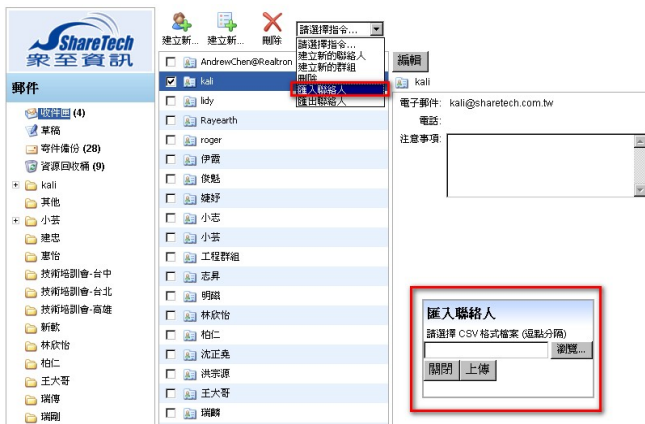 ShareTech
眾至資訊
郵件
收件匣 (4)
草稿
寄件備份 (28)
資源回收桶 (9)
kali
其他
小芸
建忠
惠怡
技術培訓會-台中
技術培訓會-台北
技術培訓會-高雄
新軟
林欣怡
柏仁
王大哥
瑞傳
瑞剛
建立新...
建立新...
刪除
請選擇指令...
請選擇指令...
建立新的聯絡人
建立新的群組
刪除
匯入聯絡人
匯出聯絡人
AndrewChen@Realtron
kali
lidy
Rayearth
roger
伊霞
俊魁
婕妤
小志
小芸
工程群組
志昇
明鐵
林欣怡
柏仁
沈正堯
洪宗源
王大哥
瑞麟
編輯
kali
電子郵件: kali@sharetech.com.tw
電話:
注意事項:
匯入聯絡人
請選擇 CSV 格式檔案 (逗點分隔)
瀏覽...
關閉 上傳